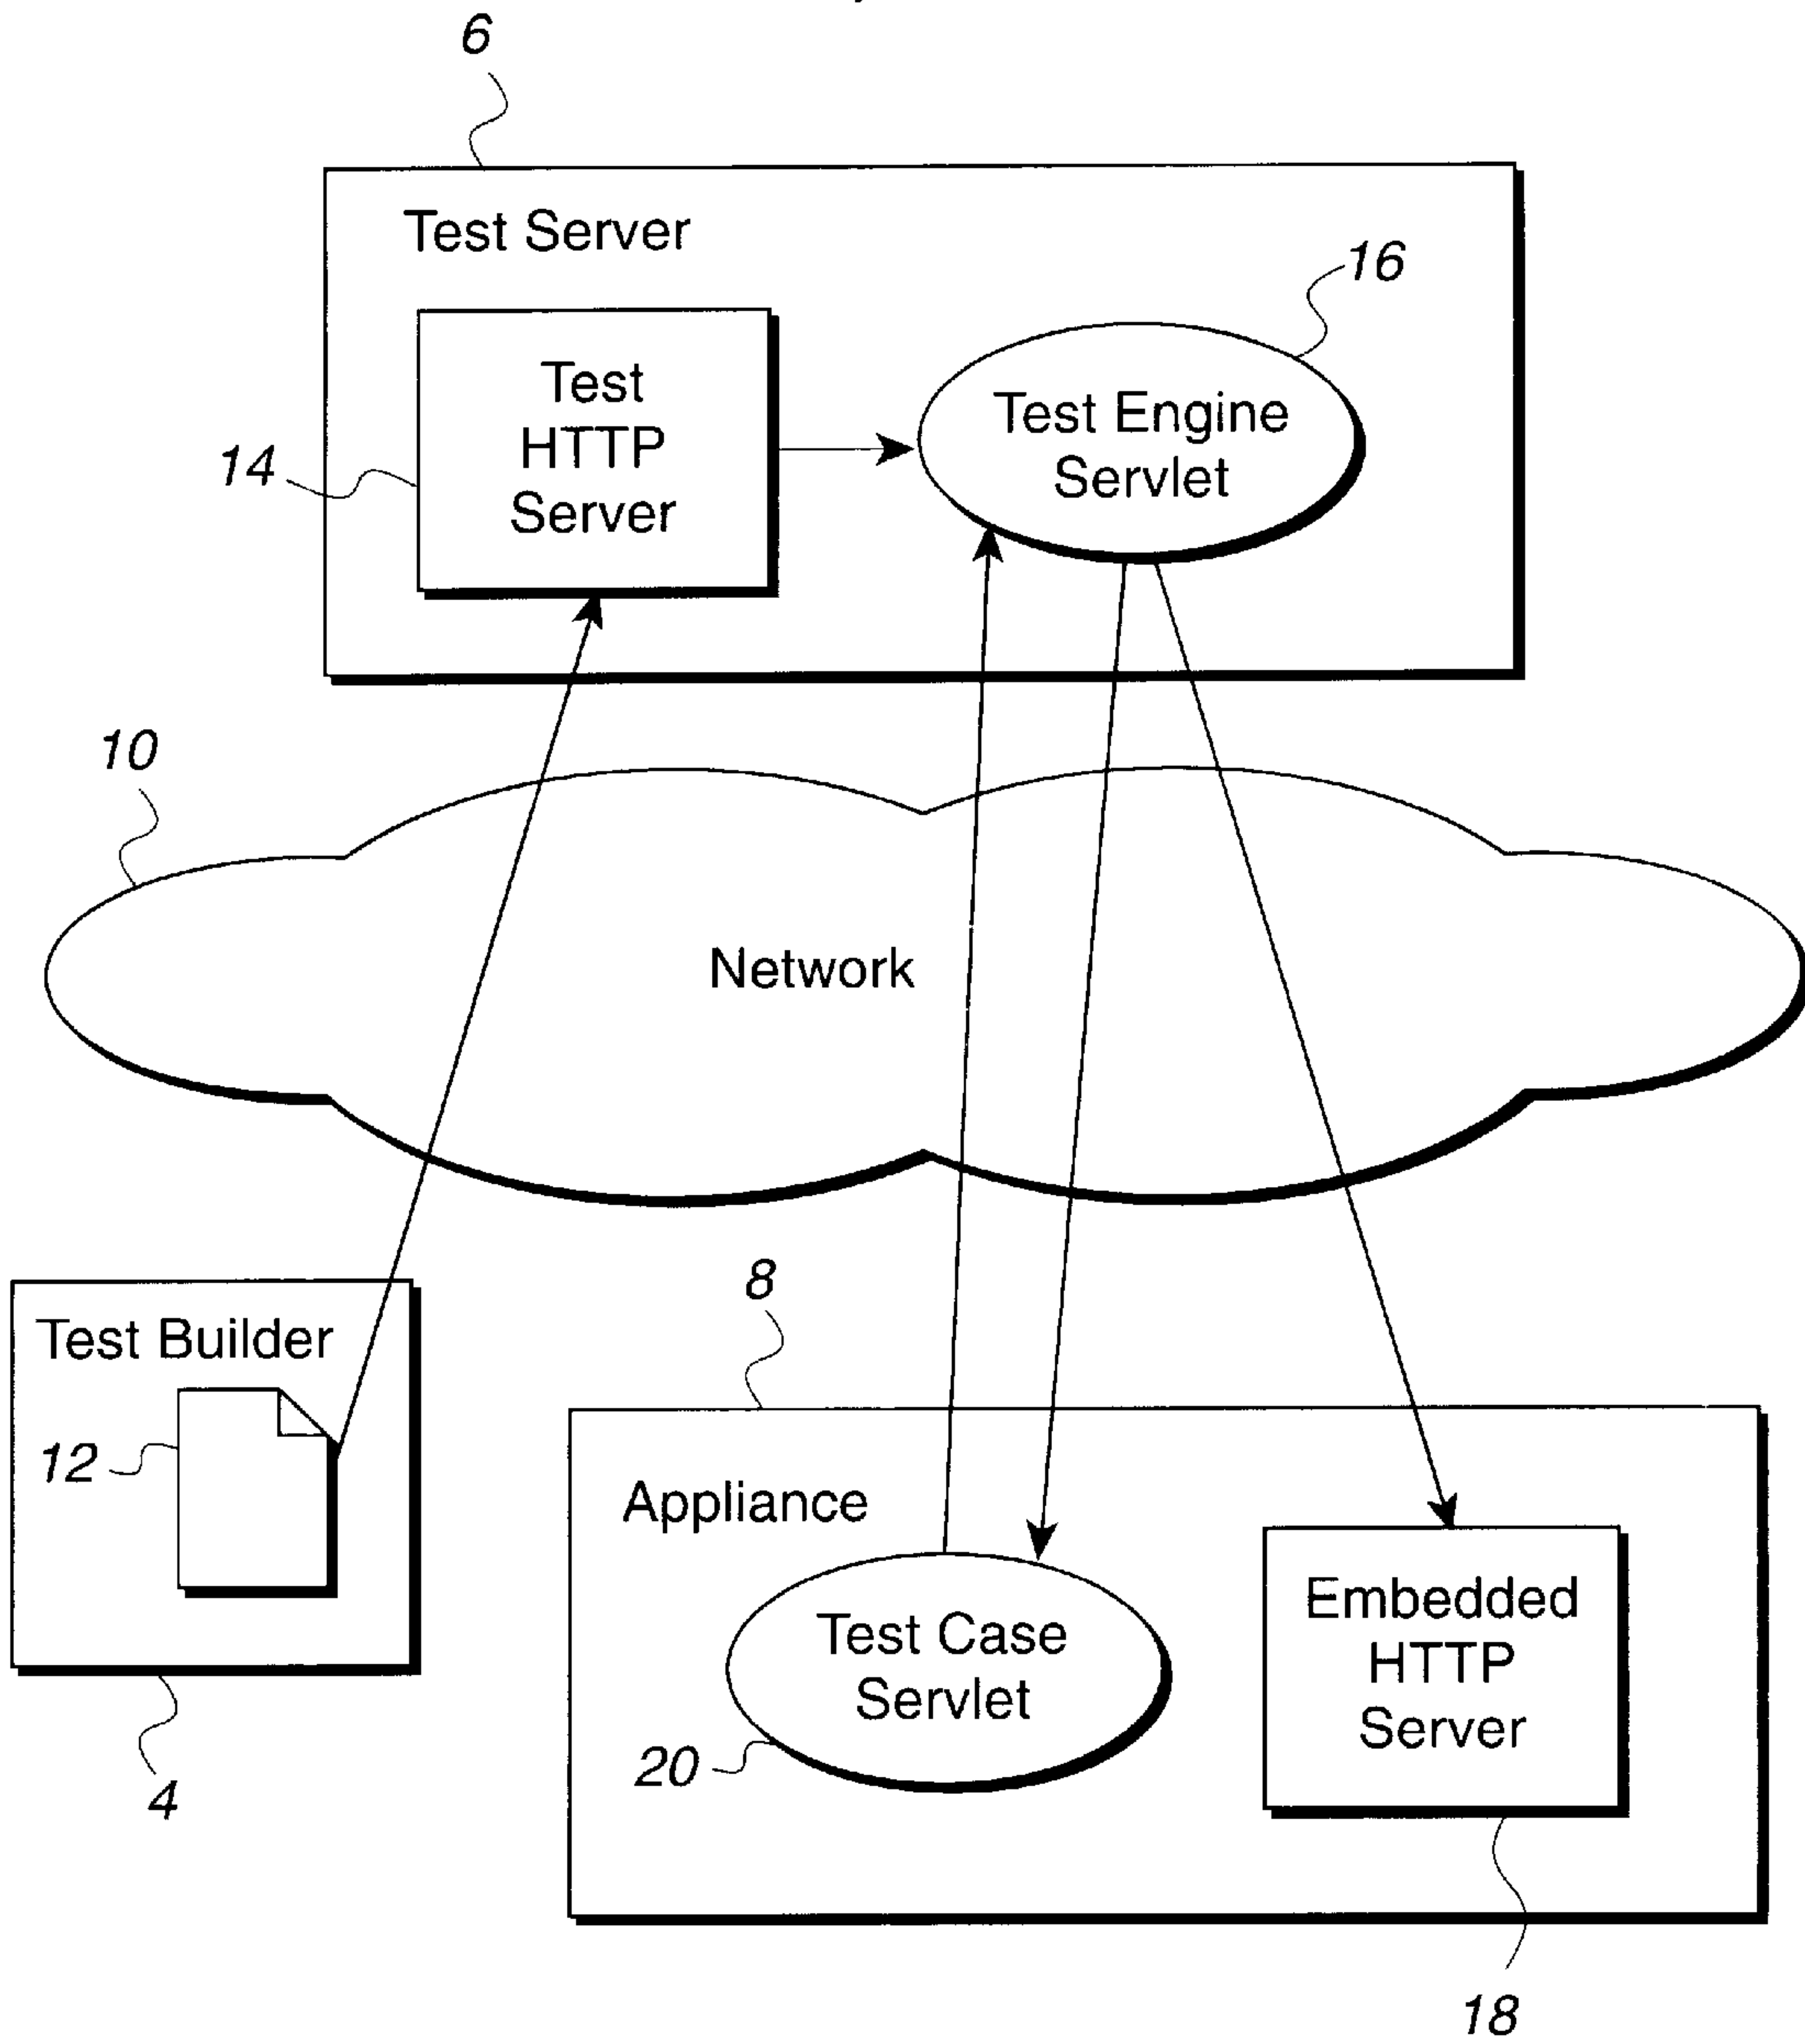 6
Test Server
16
Test
HTTP
Server
Test Engine
Servlet
14
10
Network
8
Test Builder
12
Appliance
Test Case
Servlet
Embedded
HTTP
Server
20
4
18